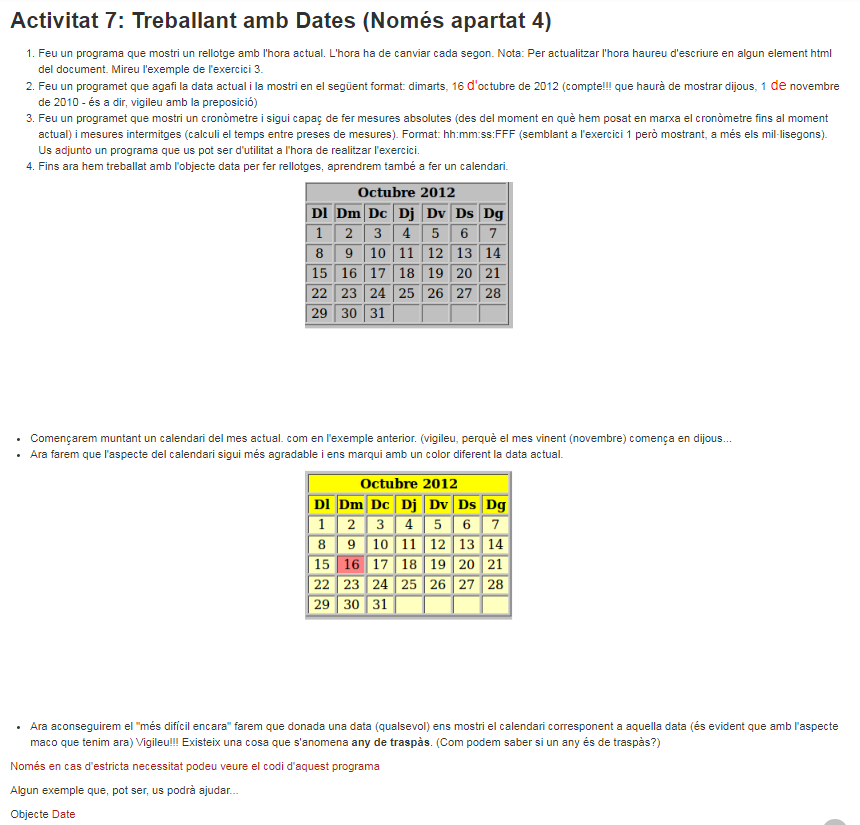 Activitat 7: Treballant amb Dates (Només apartat 4)
1. Feu un programa que mostri un rellotge amb l'hora actual. L'hora ha de canviar cada segon. Nota: Per actualitzar l'hora haureu d'escriure en algun element html
del document. Mireu l'exemple de l'exercici 3.
2. Feu un programet que agafi la data actual i la mostri en el següent format: dimarts, 16 d'octubre de 2012 (compte!!! que haurà de mostrar dijous, 1 de novembre
de 2010 - és a dir, vigileu amb la preposició)
3. Feu un programet que mostri un cronòmetre i sigui capaç de fer mesures absolutes (des del moment en què hem posat en marxa el cronòmetre fins al moment
actual) i mesures intermitges (calculi el temps entre preses de mesures). Format: hh:mm:ss:FFF (semblant a l'exercici 1 però mostrant, a més els mil·lisegons).
Us adjunto un programa que us pot ser d'utilitat a l'hora de realitzar l'exercici.
4. Fins ara hem treballat amb l'objecte data per fer rellotges, aprendrem també a fer un calendari.
Octubre 2012
Dl Dm Dc Dj Dv Ds Dg
1 2 3 4 5 6 7
8 9 10 11 12 13 14
15 16 17 18 19 20 21
22 23 24 25 26 27 28
29 30 31
• Començarem muntant un calendari del mes actual. com en l'exemple anterior. (vigileu, perquè el mes vinent (novembre) comença en dijous...
• Ara farem que l'aspecte del calendari sigui més agradable i ens marqui amb un color diferent la data actual.
Octubre 2012
Dl Dm Dc Dj Dv Ds Dg
1 2 3 4 5 6 7
8 9 10 11 12 13 14
15 16 17 18 19 20 21
22 23 24 25 26 27 28
29 30 31
• Ara aconseguirem el "més difícil encara" farem que donada una data (qualsevol) ens mostri el calendari corresponent a aquella data (és evident que amb l'aspecte
maco que tenim ara) Vigileu!!! Existeix una cosa que s'anomena any de traspàs. (Com podem saber si un any és de traspàs?)
Només en cas d'estricta necessitat podeu veure el codi d'aquest programa
Algun exemple que, pot ser, us podrà ajudar...
Objecte Date